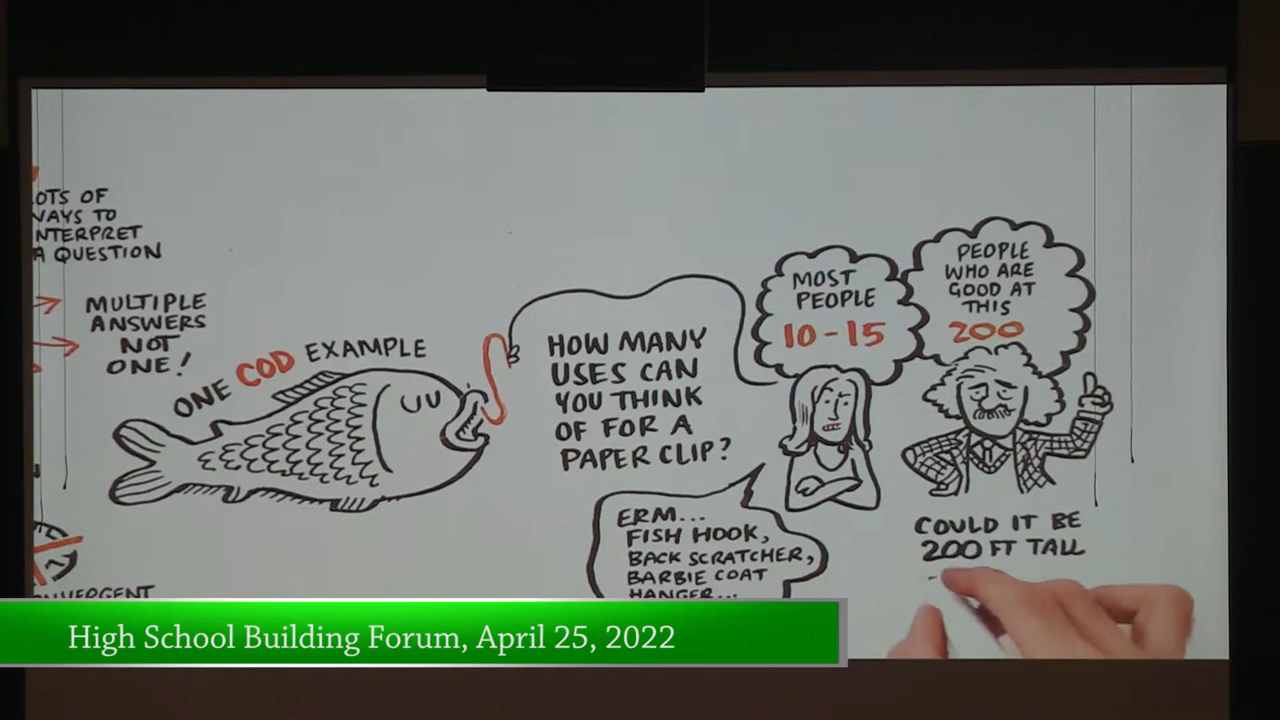 OTS OF
WAYS TO
NTERPRET
A QUESTION
MULTIPLE
ANSWERS
NOT
ONE!
ONE COD EXAMPLE
HOW MANY
USES CAN
YOU THINK
OF FOR A
PAPER CLIP?
MOST
PEOPLE
10-15
PEOPLE
WHO ARE
GOOD AT
THIS
200
ERM...
FISH HOOK,
BACK SCRATCHER,
BARBIE COAT
HANGER...
COULD IT BE
200 FT TALL
NVERGENT
High School Building Forum, April 25, 2022